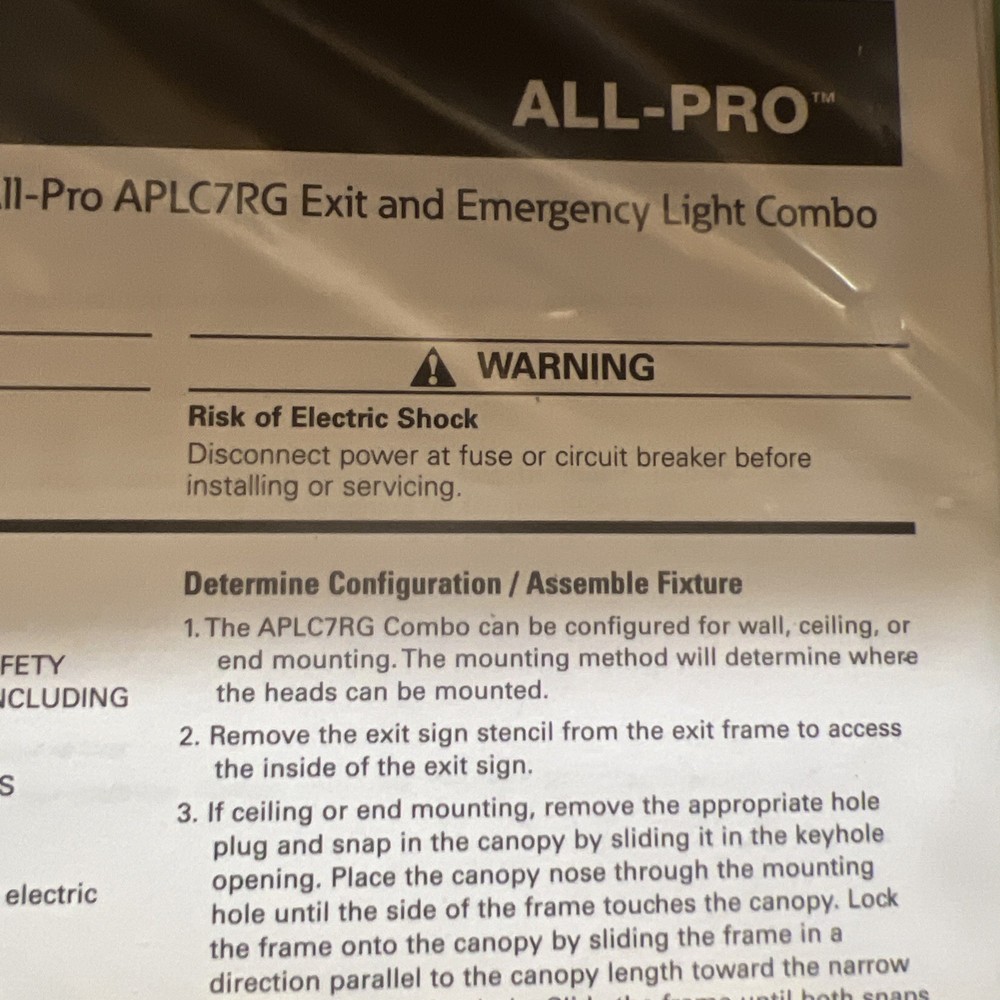 ALL-PRO™
ll-Pro APLC7RG Exit and Emergency Light Combo
WARNING
Risk of Electric Shock
Disconnect power at fuse or circuit breaker before
installing or servicing.
FETY
NCLUDING
S
electric
Determine Configuration / Assemble Fixture
1. The APLC7RG Combo can be configured for wall, ceiling, or
end mounting. The mounting method will determine where
the heads can be mounted.
2. Remove the exit sign stencil from the exit frame to access
the inside of the exit sign.
3. If ceiling or end mounting, remove the appropriate hole
plug and snap in the canopy by sliding it in the keyhole
opening. Place the canopy nose through the mounting
hole until the side of the frame touches the canopy. Lock
the frame onto the canopy by sliding the frame in a
direction parallel to the canopy length toward the narrow
frame until both snaps